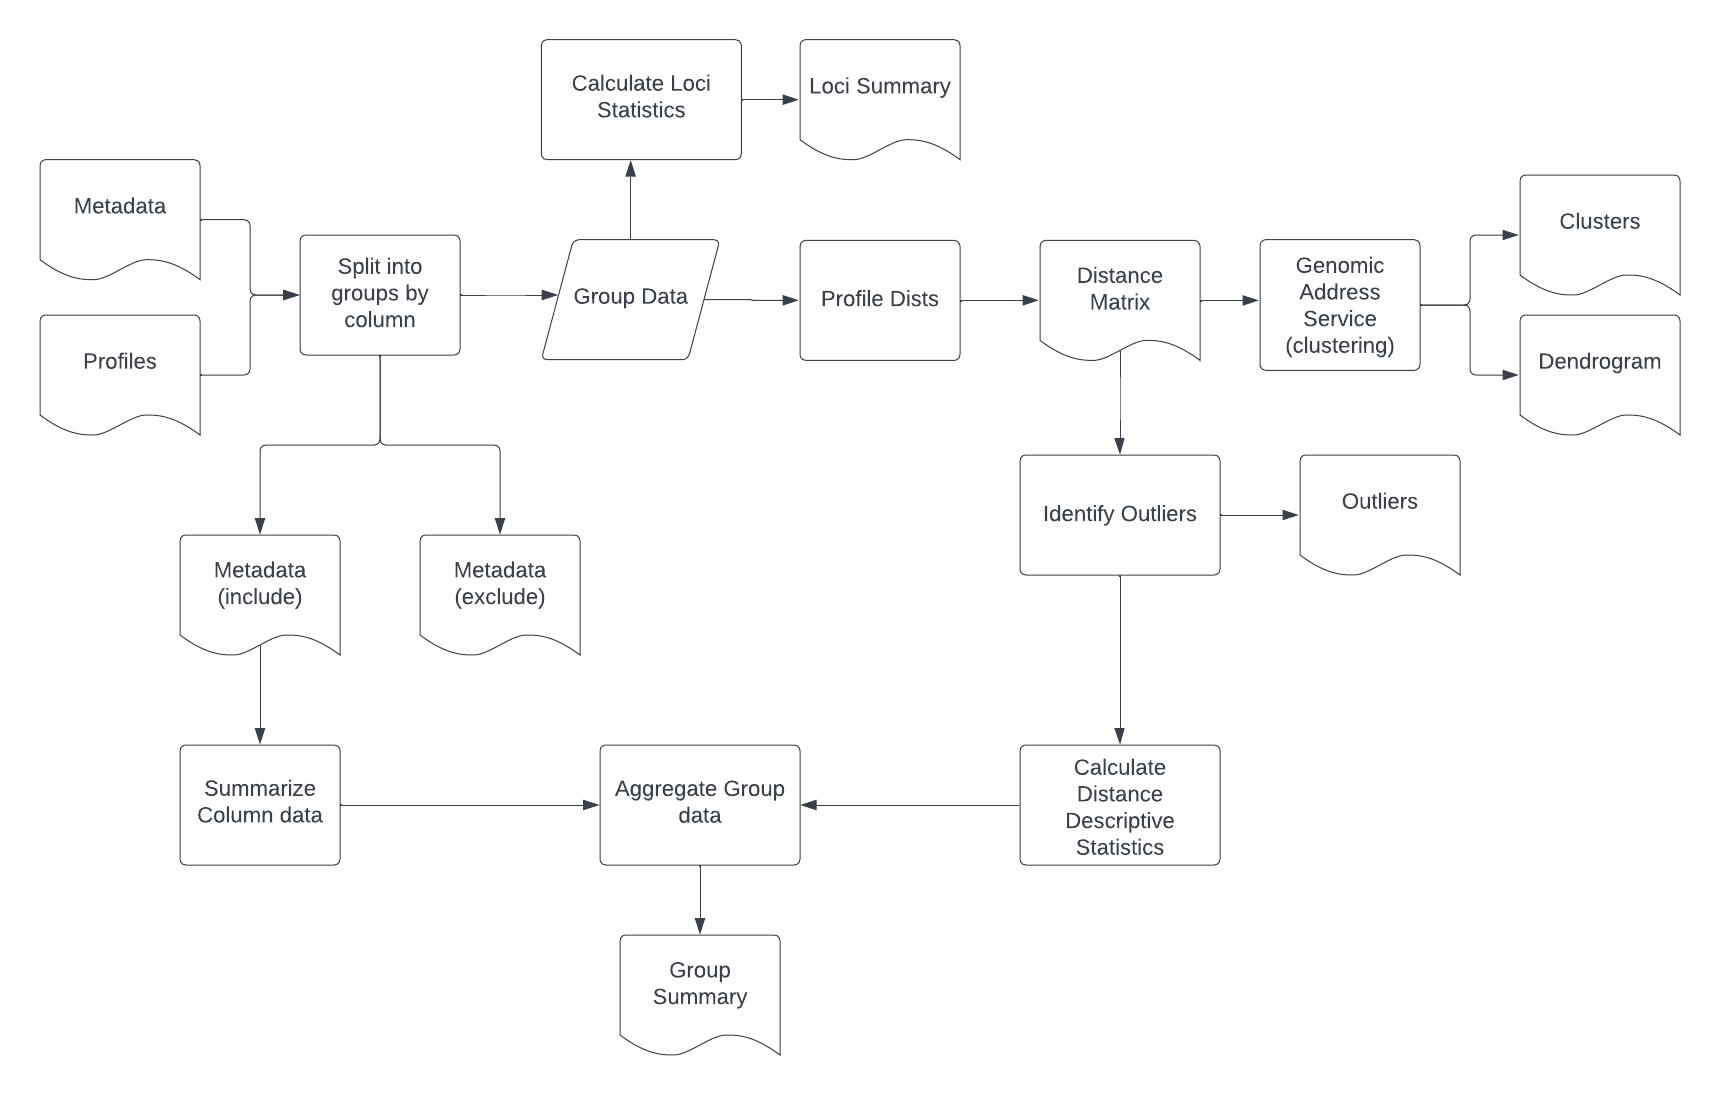 Calculate Loci
Statistics
Loci Summary
Metadata
Profiles
Split into
groups by
column
Group Data
Profile Dists
Distance
Matrix
Genomic
Address
Service
(clustering)
Clusters
Dendrogram
Identify Outliers
Outliers
Metadata
(include)
Metadata
(exclude)
Summarize
Column data
Aggregate Group
data
Calculate
Distance
Descriptive
Statistics
Group
Summary